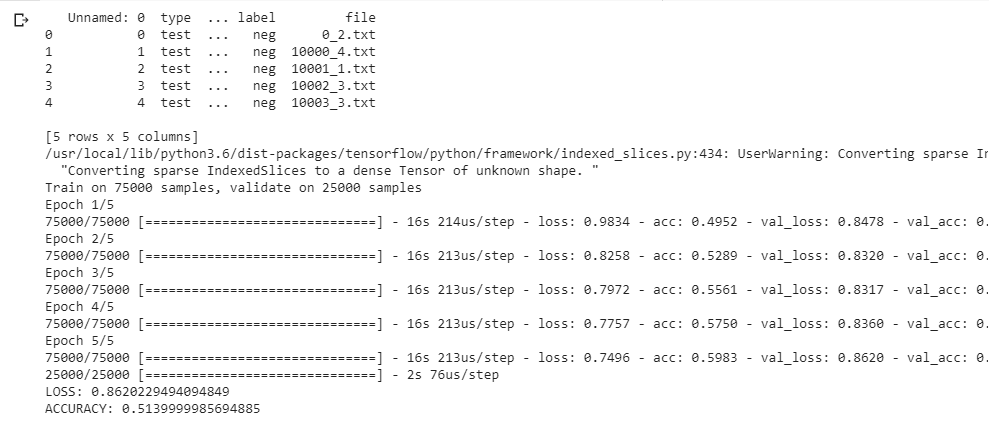 Unnamed: 0 type ... label file
0 0 test ... neg 0_2.txt
1 1 test ... neg 10000_4.txt
2 2 test ... neg 10001_1.txt
3 3 test ... neg 10002_3.txt
4 4 test ... neg 10003_3.txt
[5 rows x 5 columns]
/usr/local/lib/python3.6/dist-packages/tensorflow/python/framework/indexed_slices.py:434: UserWarning: Converting sparse In
"Converting sparse IndexedSlices to a dense Tensor of unknown shape. "
Train on 75000 samples, validate on 25000 samples
Epoch 1/5
75000/75000 [==============================] - 16s 214us/step - loss: 0.9834 - acc: 0.4952 - val_loss: 0.8478 - val_acc: 0.
Epoch 2/5
75000/75000 [==============================] - 16s 213us/step - loss: 0.8258 - acc: 0.5289 - val_loss: 0.8320 - val_acc: 0.
Epoch 3/5
75000/75000 [==============================] - 16s 213us/step - loss: 0.7972 - acc: 0.5561 - val_loss: 0.8317 - val_acc: 0.
Epoch 4/5
75000/75000 [==============================] - 16s 213us/step - loss: 0.7757 - acc: 0.5750 - val_loss: 0.8360 - val_acc: 0.
Epoch 5/5
75000/75000 [==============================] - 16s 213us/step - loss: 0.7496 - acc: 0.5983 - val_loss: 0.8620 - val_acc: 0.
25000/25000 [==============================] - 2s 76us/step
LOSS: 0.8620229494094849
ACCURACY: 0.5139999985694885